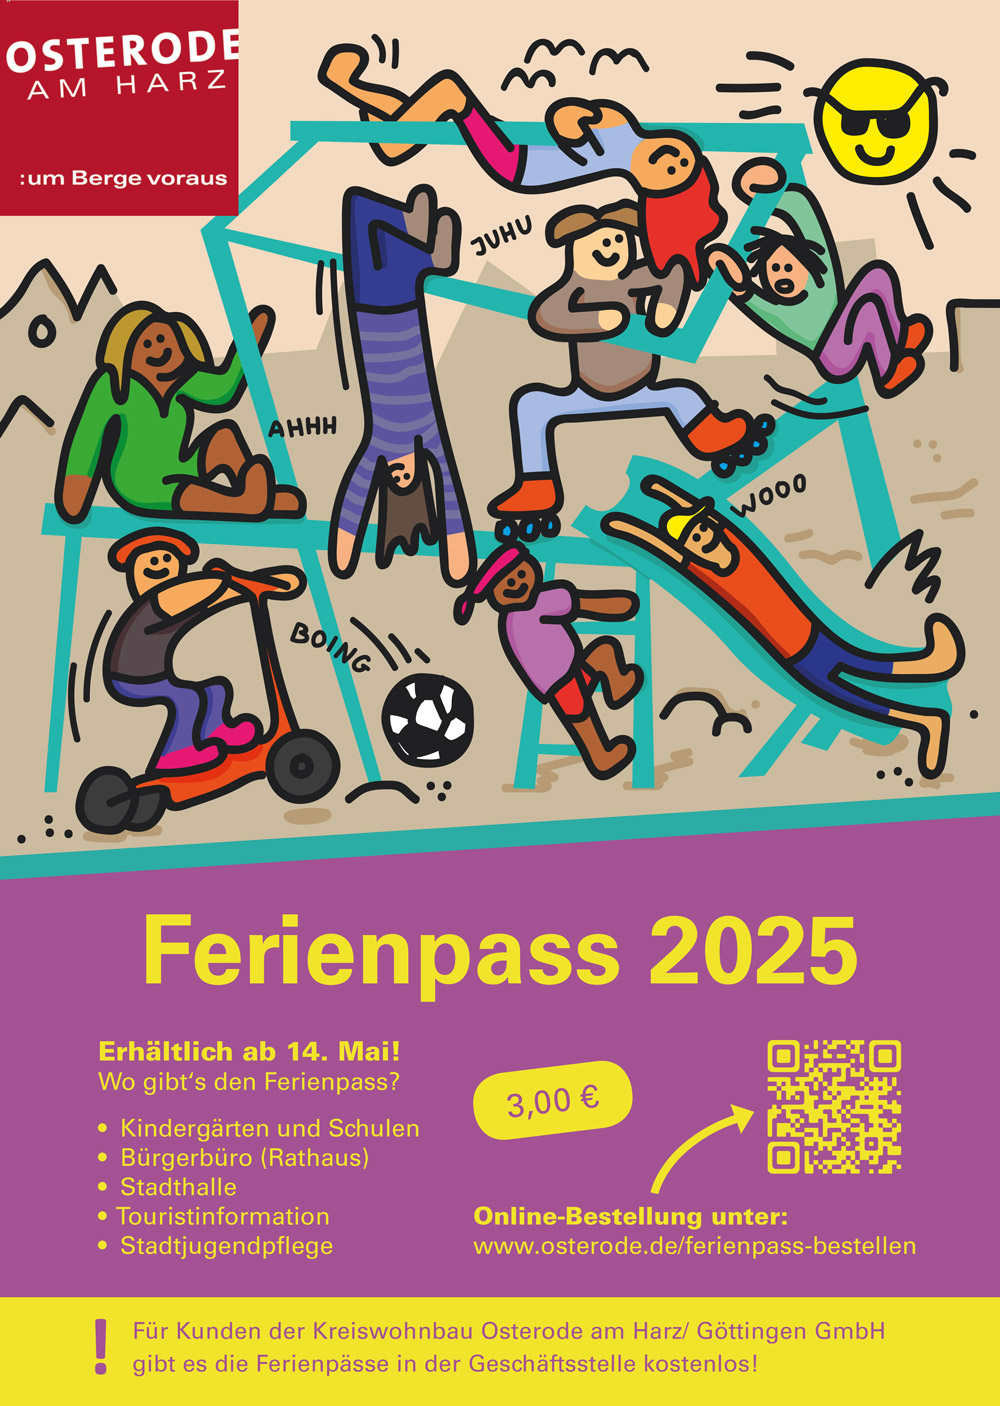 OSTERODE
AM HARZ
:um Berge voraus
JUHU
AHHH
WOOO
BOING
Ferienpass 2025
Erhältlich ab 14. Mai!
Wo gibt‘s den Ferienpass?
• Kindergärten und Schulen
• Bürgerbüro (Rathaus)
• Stadthalle
• Touristinformation
• Stadtjugendpflege
3,00 €
Online-Bestellung unter:
www.osterode.de/ferienpass-bestellen
! Für Kunden der Kreiswohnbau Osterode am Harz/ Göttingen GmbH
gibt es die Ferienpässe in der Geschäftsstelle kostenlos!